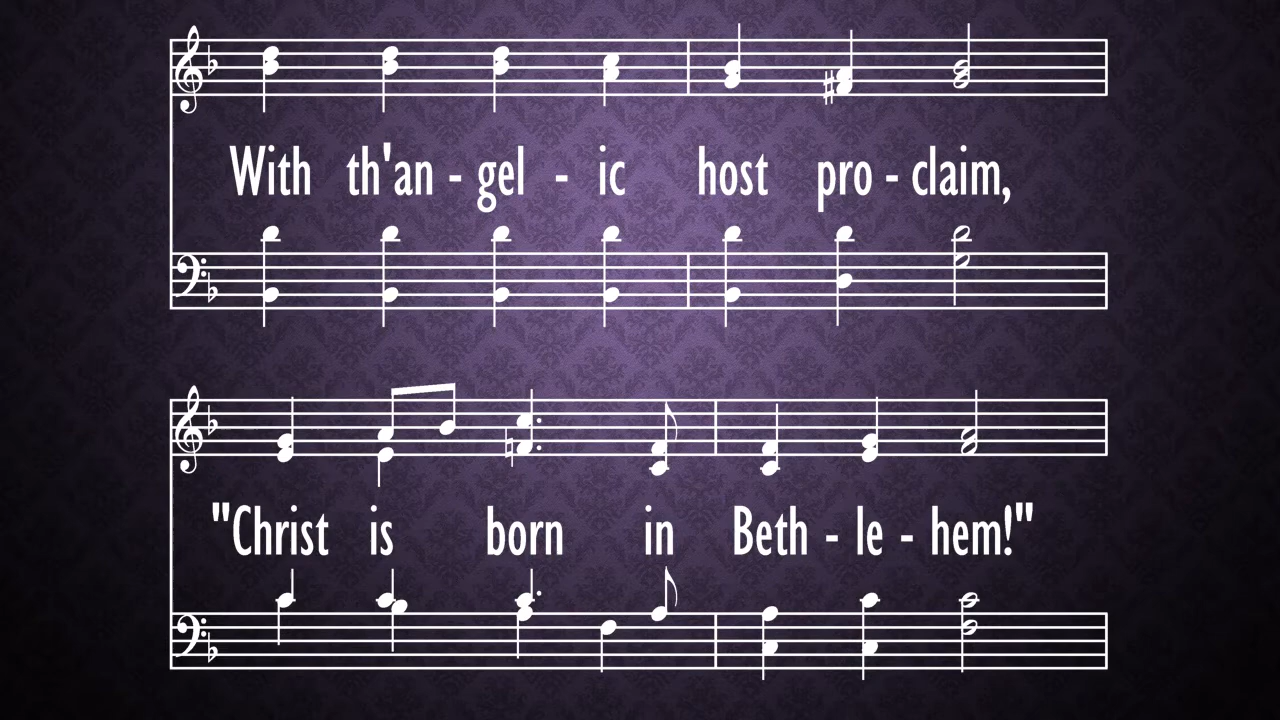 With th'an - gel - ic host pro - claim,
"Christ is born in Beth - le - hem!"